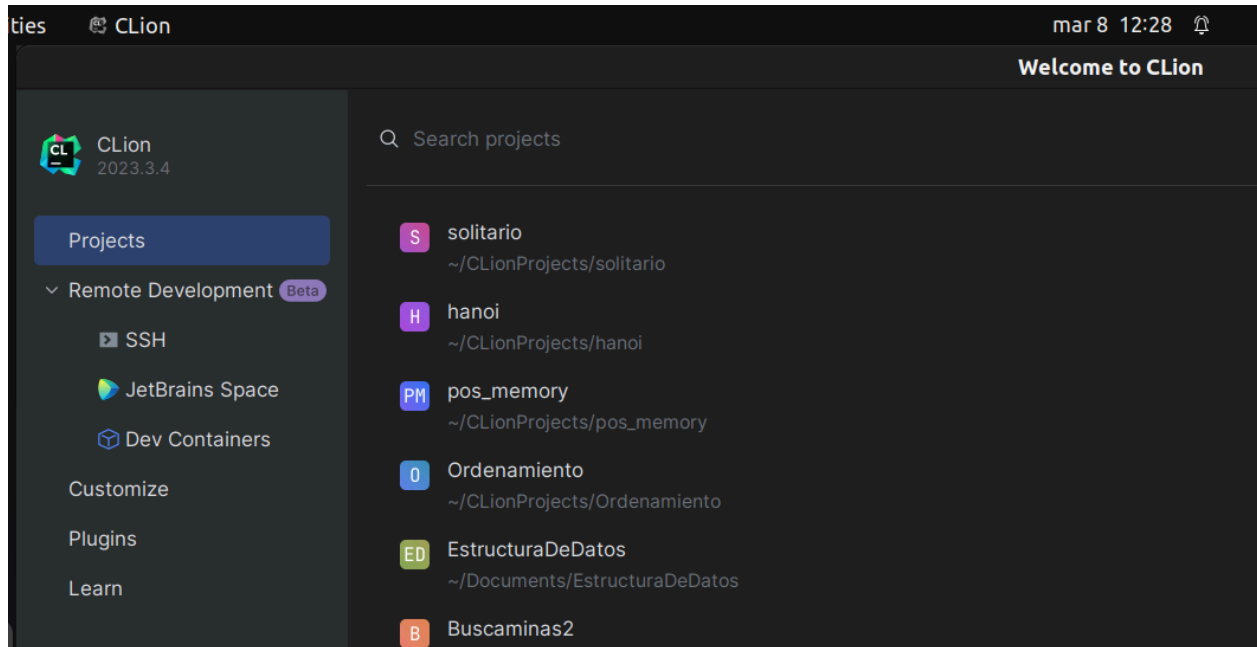 ities CLion mar 8 12:28
Welcome to CLion
CL
CLion
2023.3.4
Search projects
Projects
Remote Development Beta
SSH
JetBrains Space
Dev Containers
Customize
Plugins
Learn
S solitario
~/CLionProjects/solitario
H hanoi
~/CLionProjects/hanoi
PM pos_memory
~/CLionProjects/pos_memory
O Ordenamiento
~/CLionProjects/Ordenamiento
ED EstructuraDeDatos
~/Documents/EstructuraDeDatos
B Buscaminas2